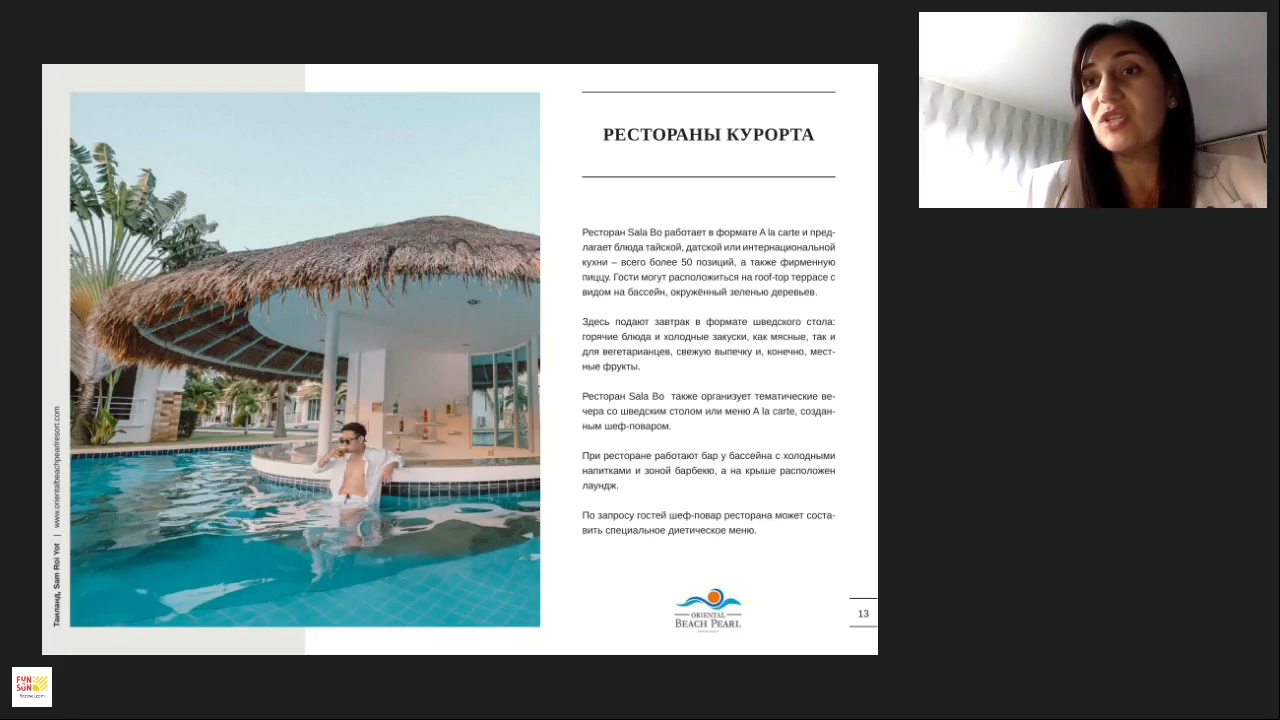 РЕСТОРАНЫ КУРОРТА
Ресторан Sala Bo работает в формате A la carte и пред-
лагает блюда тайской, датской или интернациональной
кухни – всего более 50 позиций, а также фирменную
пиццу. Гости могут расположиться на roof-top террасе с
видом на бассейн, окружённый зеленью деревьев.
Здесь подают завтрак в формате шведского стола:
горячие блюда и холодные закуски, как мясные, так и
для вегетарианцев, свежую выпечку и, конечно, мест-
ные фрукты.
Ресторан Sala Bo также организует тематические ве-
чера со шведским столом или меню A la carte, создан-
ным шеф-поваром.
При ресторане работают бар у бассейна с холодными
напитками и зоной барбекю, а на крыше расположен
лаундж.
По запросу гостей шеф-повар ресторана может соста-
вить специальное диетическое меню.
ORIENTAL
BEACH PEARL
13
Таиланд, Sam Roi Yot | www.orientalbeachpearlresort.com
FUN
SUN